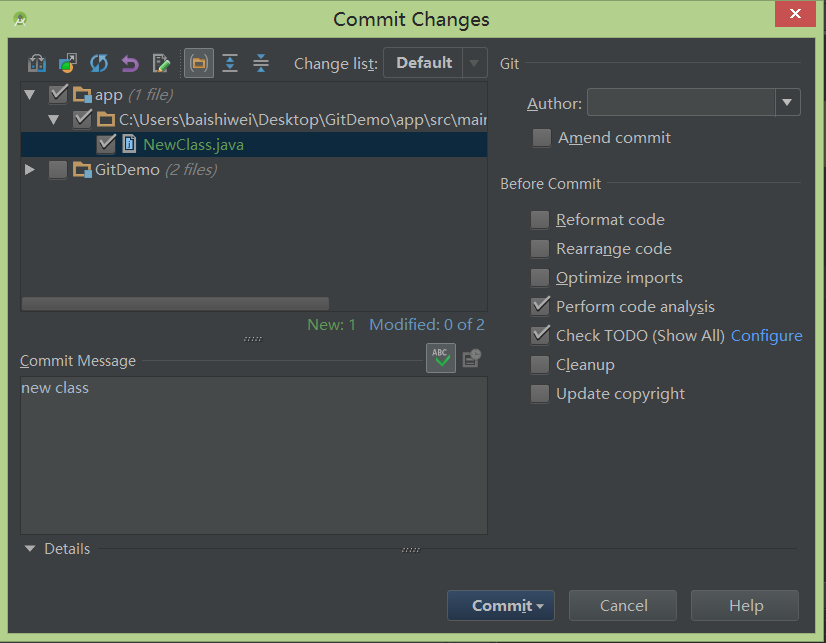 Commit Changes
Change list: Default
app (1 file)
C:\Users\baishiwei\Desktop\GitDemo\app\src\main
NewClass.java
GitDemo (2 files)
New: 1 Modified: 0 of 2
Commit Message
ABC
new class
Git
Author:
Amend commit
Before Commit
Reformat code
Rearrange code
Optimize imports
Perform code analysis
Check TODO (Show All) Configure
Cleanup
Update copyright
Details
Commit
Cancel
Help